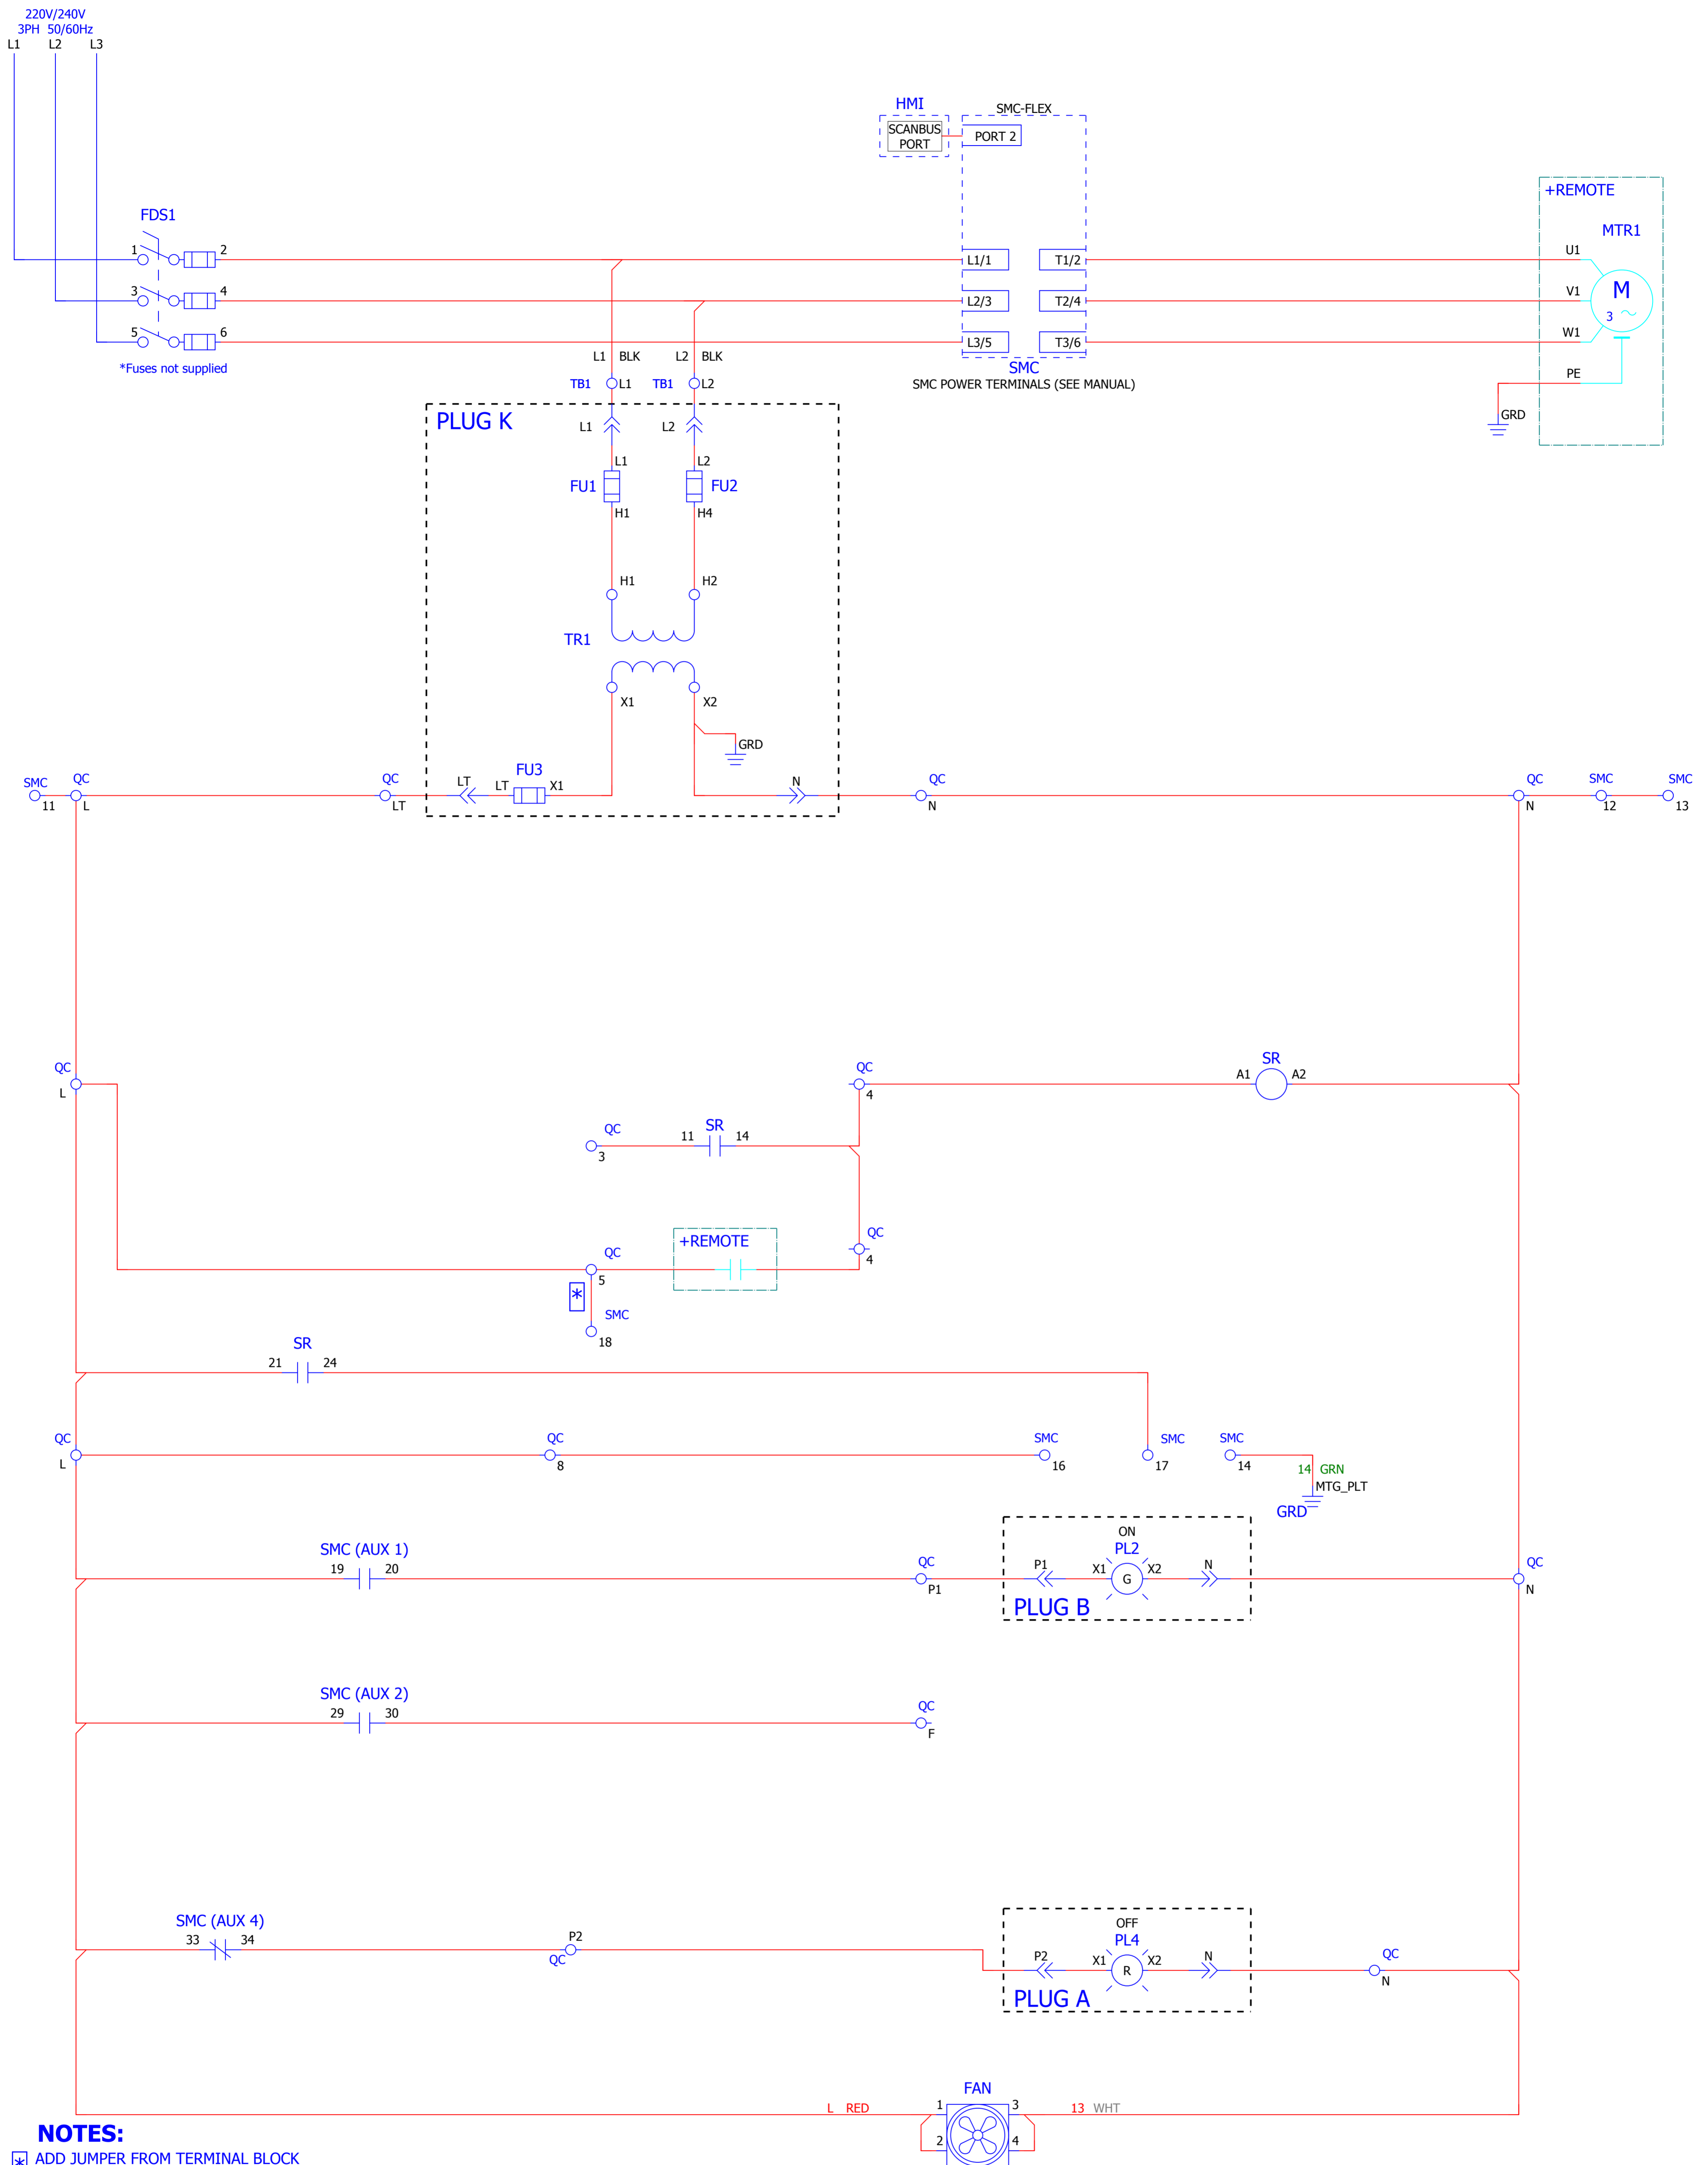 220V/240V
3PH 50/60Hz
L1 L2 L3
HMI
SCANBUS
PORT
SMC-FLEX
PORT 2
+REMOTE
MTR1
FDS1
1 2
L1/1 T1/2
U1
3 4
L2/3 T2/4
V1
M
3
5 6
L3/5 T3/6
W1
*Fuses not supplied
L1 BLK L2 BLK
SMC
SMC POWER TERMINALS (SEE MANUAL)
PE
GRD
TB1 L1 TB1 L2
PLUG K
L1 L2
L1 L2
FU1 FU2
H1 H4
H1 H2
TR1
X1 X2
GRD
SMC QC QC
11 L LT
LT LT FU3 X1
N
QC QC SMC SMC
N N 12 13
QC
L
QC
4
A1 SR A2
QC
3
11 SR 14
QC
4
QC
5
+REMOTE
*
SMC
18
SR
21 24
QC QC SMC SMC SMC
L 8 16 17 14
14 GRN
MTG_PLT
GRD
SMC (AUX 1)
19 20
QC
P1
ON
PL2
P1 X1 G X2 N
PLUG B
QC
N
SMC (AUX 2)
29 30
QC
F
SMC (AUX 4)
33 34
P2
QC
OFF
PL4
P2 X1 R X2 N
PLUG A
QC
N
FAN
L RED 1 3 13 WHT
2 4
NOTES:
* ADD JUMPER FROM TERMINAL BLOCK